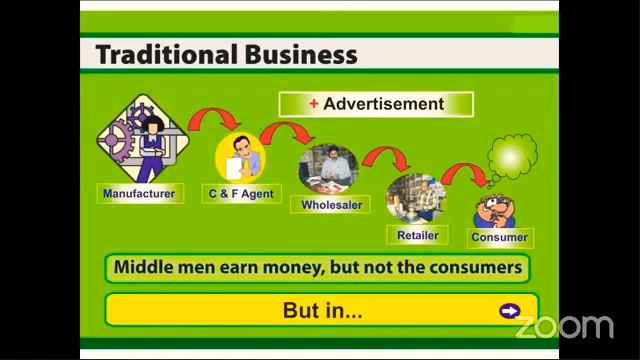 Traditional Business
+ Advertisement
Manufacturer
C & F Agent
Wholesaler
Retailer
Consumer
Middle men earn money, but not the consumers
But in...
zoom